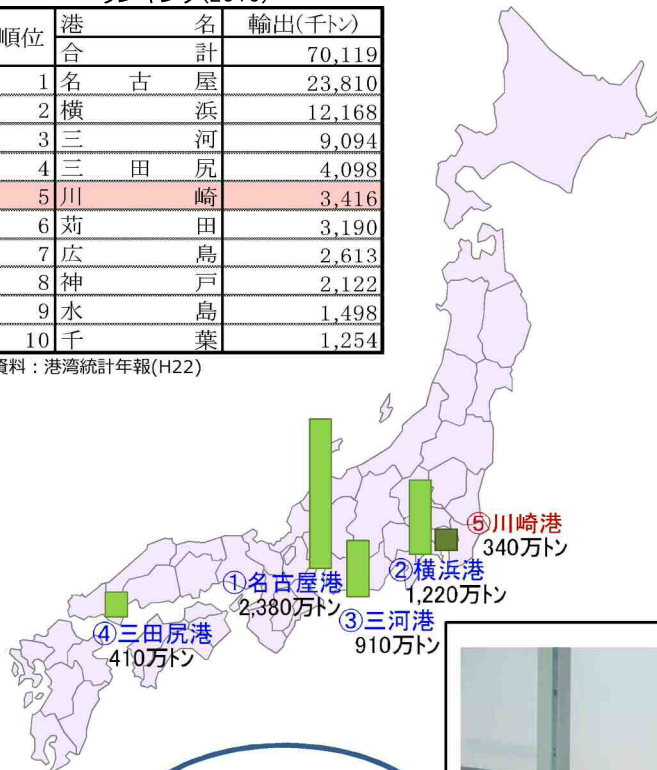 ランキング(2010)
順位 港名 輸出(千トン)
合計 70,119
1 名古屋 23,810
2 横浜 12,168
3 三河 9,094
4 三田尻 4,098
5 川崎 3,416
6 苅田 3,190
7 広島 2,613
8 神戸 2,122
9 水島 1,498
10 千葉 1,254
資料：港湾統計年報(H22)
⑤川崎港
340万トン
①名古屋港
2,380万トン
②横浜港
1,220万トン
③三河港
910万トン
④三田尻港
410万トン